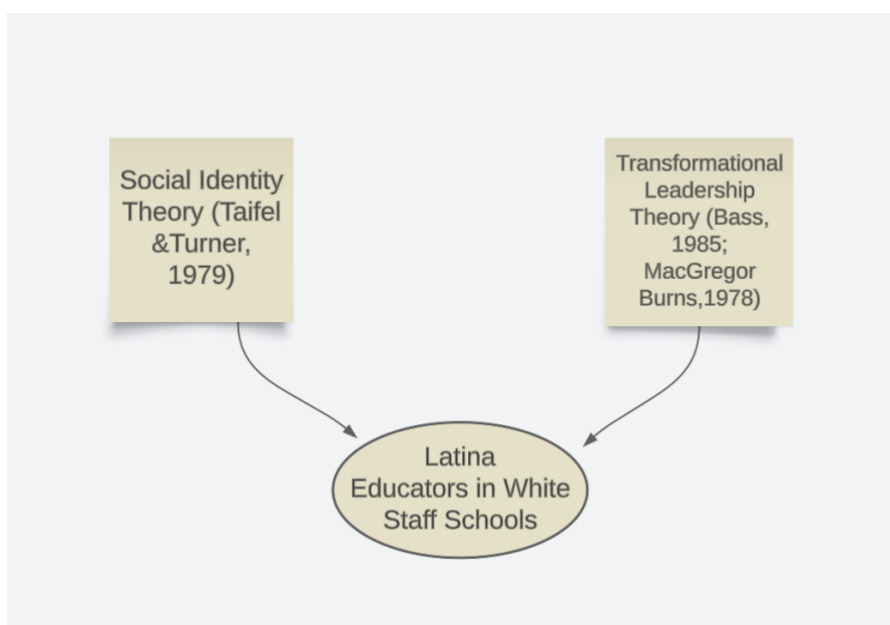 Social Identity
Theory (Taifel
&Turner,
1979)
Transformational
Leadership
Theory (Bass,
1985;
MacGregor
Burns,1978)
Latina
Educators in White
Staff Schools